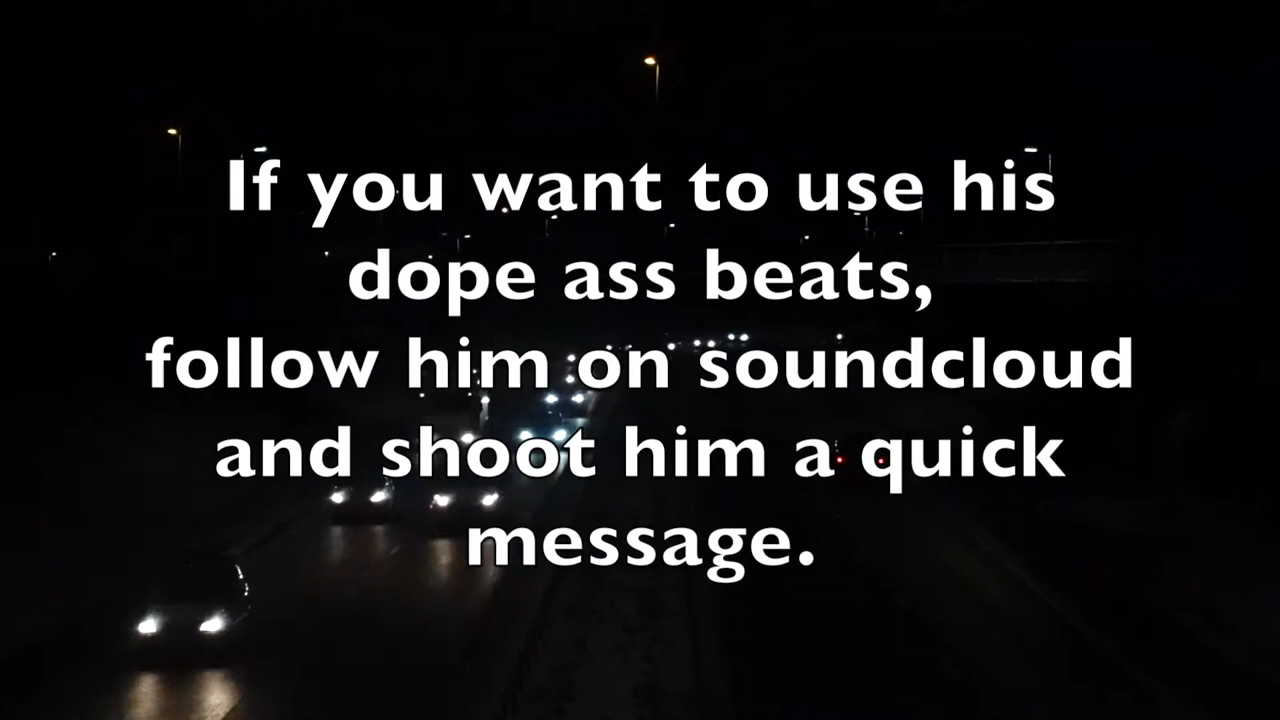 If you want to use his
dope ass beats,
follow him on soundcloud
and shoot him a quick
message.